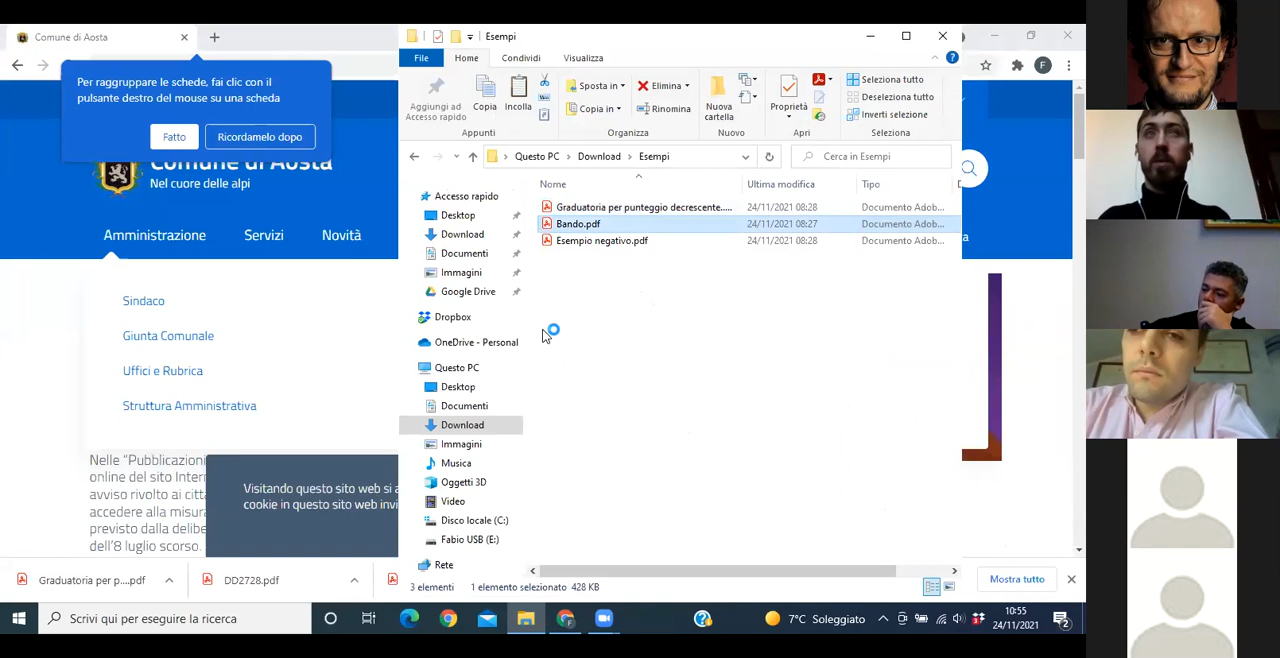 Comune di Aosta
Esempi
Per raggruppare le schede, fai clic con il
pulsante destro del mouse su una scheda
Fatto
Ricordamelo dopo
Comune di Aosta
Nel cuore delle alpi
Amministrazione
Servizi
Novità
Sindaco
Giunta Comunale
Uffici e Rubrica
Struttura Amministrativa
Nelle "Pubblicazioni
online del sito Inter
avviso rivolto ai citta
accedere alla misura
previsto dalla delibe
dell'8 luglio scorso.
Visitando questo sito web si a
cookie in questo sito web invi
File
Home
Condividi
Visualizza
Aggiungi ad
Accesso rapido
Copia
Incolla
Appunti
Sposta in
Copia in
Elimina
Rinomina
Organizza
Nuova
cartella
Nuovo
Proprietà
Apri
Seleziona tutto
Deseleziona tutto
Inverti selezione
Selezione
F
Questo PC
Download
Esempi
Cerca in Esempi
Nome
Ultima modifica
Tipo
Graduatoria per punteggio decrescente.....
24/11/2021 08:28
Documento Adob...
Bando.pdf
24/11/2021 08:27
Documento Adob...
Esempio negativo.pdf
24/11/2021 08:28
Documento Adob...
Accesso rapido
Desktop
Download
Documenti
Immagini
Google Drive
Dropbox
OneDrive - Personal
Questo PC
Desktop
Documenti
Download
Immagini
Musica
Oggetti 3D
Video
Disco locale (C:)
Fabio USB (E:)
Rete
3 elementi
1 elemento selezionato 428 KB
Graduatoria per p....pdf
DD2728.pdf
Mostra tutto
Scrivi qui per eseguire la ricerca
7°C Soleggiato
10:55
24/11/2021
2